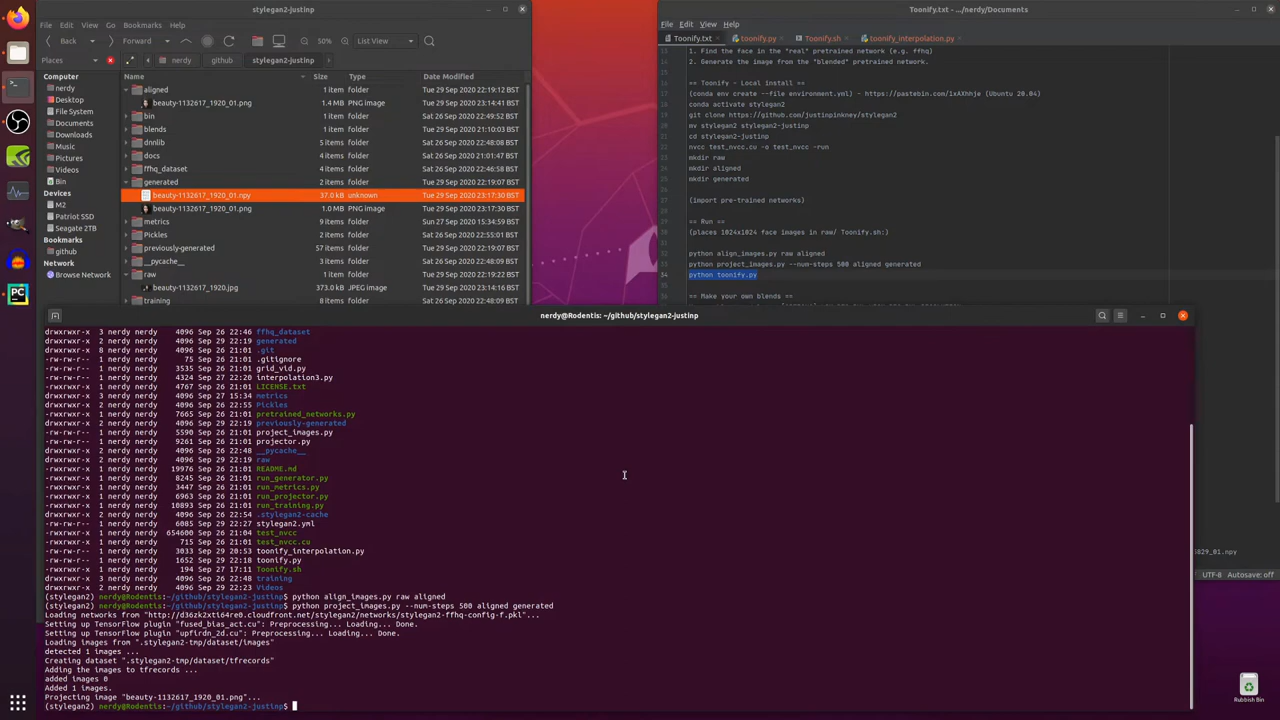 stylegan2-justinp
File Edit View Go Bookmarks Help
Back Forward 50% List View
Places nerdy github stylegan2-justinp
Computer
nerdy
Desktop
File System
Documents
Downloads
Music
Pictures
Videos
Bin
Devices
M2
Patriot SSD
Seagate 2TB
Bookmarks
github
Network
Browse Network
Name Size Type Date Modified
aligned 1 item folder Tue 29 Sep 2020 23:14:41 BST
beauty-1132617_1920_01.png 1.4 MB PNG image Tue 29 Sep 2020 23:14:41 BST
bin 2 items folder Sat 26 Sep 2020 22:49:52 BST
blends 1 item folder Tue 29 Sep 2020 21:10:03 BST
dnnlib 4 items folder Sat 26 Sep 2020 22:48:08 BST
docs 4 items folder Sat 26 Sep 2020 21:01:47 BST
ffhq_dataset 4 items folder Sat 26 Sep 2020 22:46:58 BST
generated 2 items folder Tue 29 Sep 2020 22:19:07 BST
beauty-1132617_1920_01.npy 37.0 kB unknown Tue 29 Sep 2020 23:17:30 BST
beauty-1132617_1920_01.png 1.0 MB PNG image Tue 29 Sep 2020 23:17:30 BST
metrics 9 items folder Sun 27 Sep 2020 15:34:59 BST
Pickles 2 items folder Sat 26 Sep 2020 22:55:01 BST
previously-generated 57 items folder Tue 29 Sep 2020 22:19:07 BST
__pycache__ 4 items folder Sat 26 Sep 2020 22:48:08 BST
raw 1 item folder Tue 29 Sep 2020 22:19:01 BST
beauty-1132617_1920.jpg 373.0 kB JPEG image Tue 29 Sep 2020 22:18:36 BST
training 8 items folder Sat 26 Sep 2020 22:48:08 BST
Toonify.txt - .../nerdy/Documents
File Edit View Help
Toonify.txt toonify.py Toonify.sh toonify_interpolation.py
15 1. Find the face in the "real" pretrained network (e.g. ffhq)
16 2. Generate the image from the "blended" pretrained network.
18 == Toonify - Local install ==
19 (conda env create --file environment.yml) - https://pastebin.com/1xAXhhje (Ubuntu 20.04)
20 conda activate stylegan2
21 git clone https://github.com/justinpinkney/stylegan2
22 mv stylegan2 stylegan2-justinp
23 cd stylegan2-justinp
24 nvcc test_nvcc.cu -o test_nvcc -run
25 mkdir raw
26 mkdir aligned
27 mkdir generated
29 (import pre-trained networks)
31 == Run ==
32 (places 1024x1024 face images in raw/ Toonify.sh:)
python align_images.py raw aligned
python project_images.py --num-steps 500 aligned generated
34 python toonify.py
== Make your own blends ==
5829_01.npy
UTF-8 Autosave: off
nerdy@Rodentis: ~/github/stylegan2-justinp
drwxrwxr-x 3 nerdy nerdy 4096 Sep 26 22:46 ffhq_dataset
drwxrwxr-x 2 nerdy nerdy 4096 Sep 29 22:19 generated
drwxrwxr-x 8 nerdy nerdy 4096 Sep 26 21:01 .git
-rw-rw-r-- 1 nerdy nerdy 75 Sep 26 21:01 .gitignore
-rw-rw-r-- 1 nerdy nerdy 3535 Sep 26 21:01 grid_vid.py
-rw-rw-r-- 1 nerdy nerdy 4324 Sep 27 22:20 interpolation3.py
-rwxrwxr-x 1 nerdy nerdy 4767 Sep 26 21:01 LICENSE.txt
drwxrwxr-x 3 nerdy nerdy 4096 Sep 27 15:34 metrics
drwxrwxr-x 2 nerdy nerdy 4096 Sep 26 22:55 Pickles
-rwxrwxr-x 1 nerdy nerdy 7665 Sep 26 21:01 pretrained_networks.py
drwxrwxr-x 2 nerdy nerdy 4096 Sep 29 22:19 previously-generated
-rw-rw-r-- 1 nerdy nerdy 5590 Sep 26 21:01 project_images.py
-rw-rw-r-- 1 nerdy nerdy 9261 Sep 26 21:01 projector.py
drwxrwxr-x 2 nerdy nerdy 4096 Sep 26 22:48 __pycache__
drwxrwxr-x 2 nerdy nerdy 4096 Sep 29 22:19 raw
-rwxrwxr-x 1 nerdy nerdy 19976 Sep 26 21:01 README.md
-rwxrwxr-x 1 nerdy nerdy 8245 Sep 26 21:01 run_generator.py
-rwxrwxr-x 1 nerdy nerdy 3447 Sep 26 21:01 run_metrics.py
-rwxrwxr-x 1 nerdy nerdy 6963 Sep 26 21:01 run_projector.py
-rwxrwxr-x 1 nerdy nerdy 10893 Sep 26 21:01 run_training.py
drwxrwxr-x 2 nerdy nerdy 4096 Sep 26 22:54 .stylegan2-cache
-rw-rw-r-- 1 nerdy nerdy 6085 Sep 29 22:27 stylegan2.yml
-rwxrwxr-x 1 nerdy nerdy 654600 Sep 26 21:04 test_nvcc
-rwxrwxr-x 1 nerdy nerdy 715 Sep 26 21:01 test_nvcc.cu
-rw-rw-r-- 1 nerdy nerdy 3033 Sep 29 20:53 toonify_interpolation.py
-rw-rw-r-- 1 nerdy nerdy 1652 Sep 29 22:18 toonify.py
-rwxrwxr-x 1 nerdy nerdy 194 Sep 27 17:11 Toonify.sh
drwxrwxr-x 3 nerdy nerdy 4096 Sep 26 22:48 training
drwxrwxr-x 2 nerdy nerdy 4096 Sep 29 22:23 Videos
(stylegan2) nerdy@Rodentis:~/github/stylegan2-justinp$ python align_images.py raw aligned
(stylegan2) nerdy@Rodentis:~/github/stylegan2-justinp$ python project_images.py --num-steps 500 aligned generated
Loading networks from "http://d36zk2xti64re0.cloudfront.net/stylegan2/networks/stylegan2-ffhq-config-f.pkl"...
Setting up TensorFlow plugin "fused_bias_act.cu": Preprocessing... Loading... Done.
Setting up TensorFlow plugin "upfirdn_2d.cu": Preprocessing... Loading... Done.
Loading images from ".stylegan2-tmp/dataset/images"
detected 1 images ...
Creating dataset ".stylegan2-tmp/dataset/tfrecords"
Adding the images to tfrecords ...
added images 0
Added 1 images.
Projecting image "beauty-1132617_1920_01.png"...
(stylegan2) nerdy@Rodentis:~/github/stylegan2-justinp$
Rubbish Bin